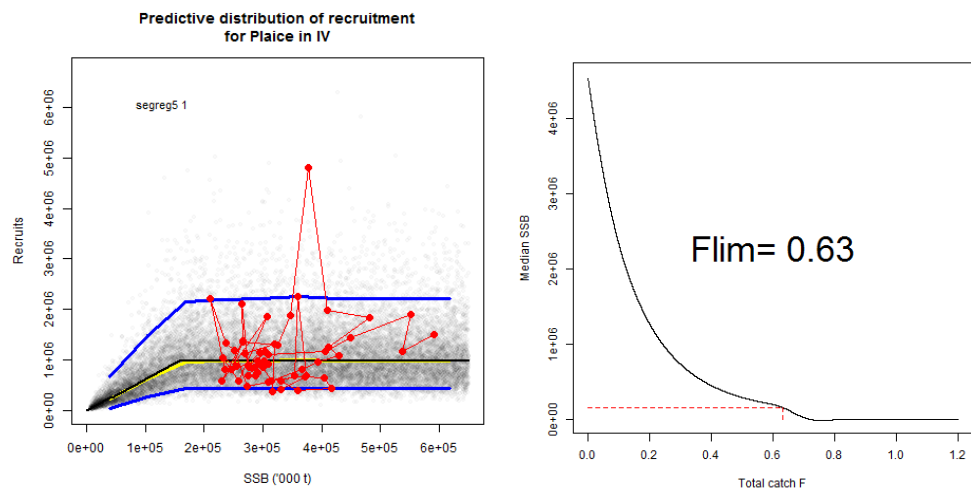 Predictive distribution of recruitment
for Plaice in IV
segreg5 1
Recruits
0e+00
1e+06
2e+06
3e+06
4e+06
5e+06
6e+06
0e+00 1e+05 2e+05 3e+05 4e+05 5e+05 6e+05
SSB ('000 t)
Flim= 0.63
Median SSB
0e+00
1e+06
2e+06
3e+06
4e+06
0.0 0.2 0.4 0.6 0.8 1.0 1.2
Total catch F